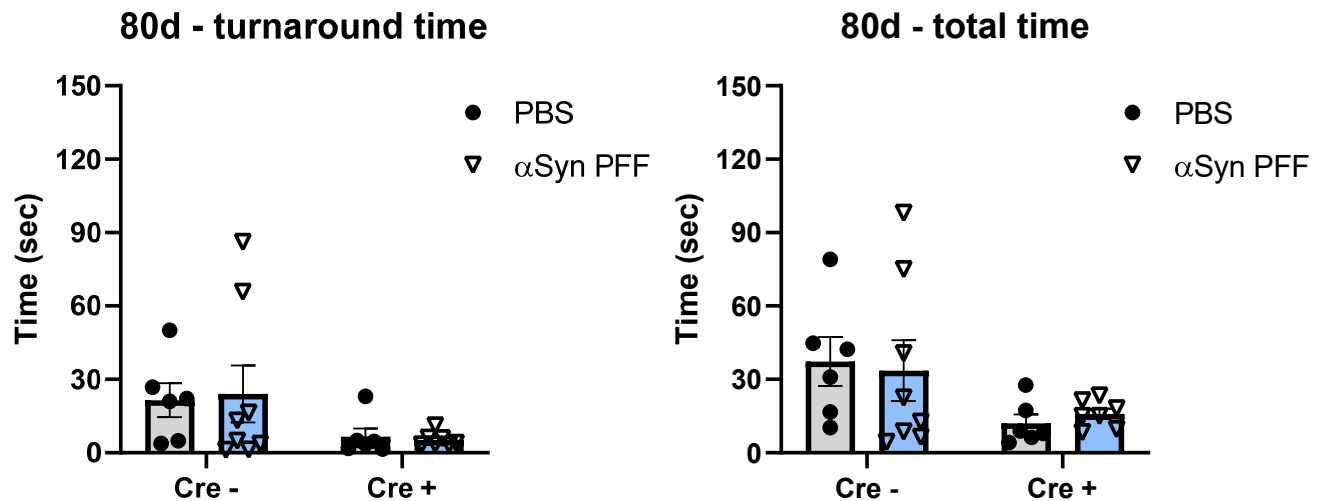 80d - turnaround time
150
120
90
60
30
0
Time (sec)
PBS
αSyn PFF
Cre -
Cre +
80d - total time
150
120
90
60
30
0
Time (sec)
PBS
αSyn PFF
Cre -
Cre +